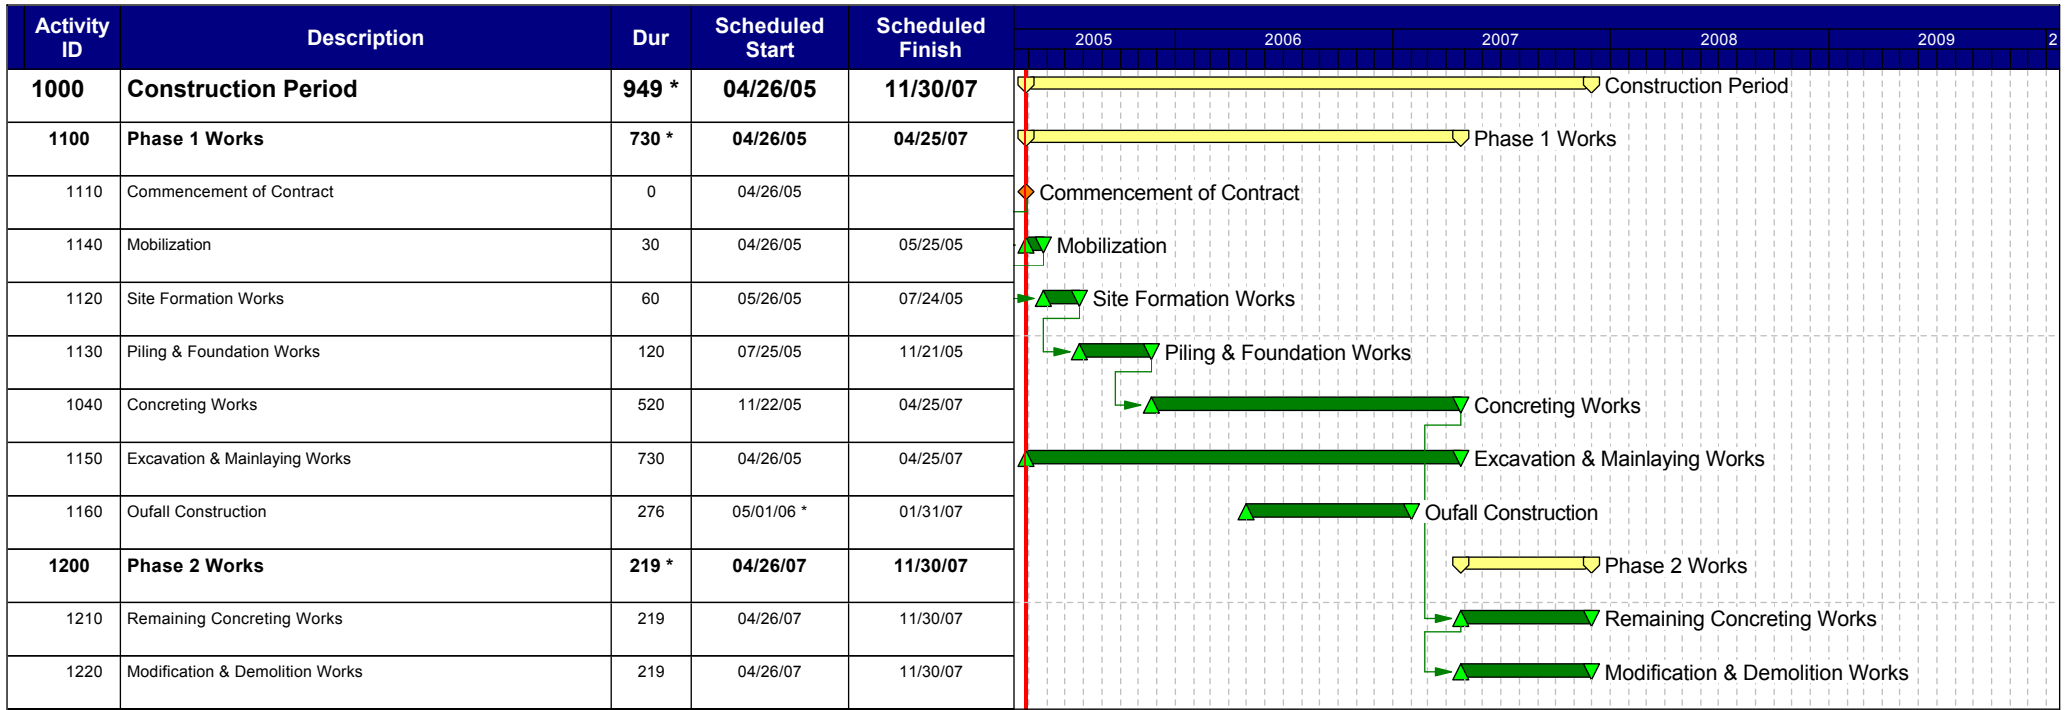 Activity ID Description Dur Scheduled Start Scheduled Finish
2005 2006 2007 2008 2009 2
1000 Construction Period 949 * 04/26/05 11/30/07 Construction Period
1100 Phase 1 Works 730 * 04/26/05 04/25/07 Phase 1 Works
1110 Commencement of Contract 0 04/26/05 Commencement of Contract
1140 Mobilization 30 04/26/05 05/25/05 Mobilization
1120 Site Formation Works 60 05/26/05 07/24/05 Site Formation Works
1130 Piling & Foundation Works 120 07/25/05 11/21/05 Piling & Foundation Works
1040 Concreting Works 520 11/22/05 04/25/07 Concreting Works
1150 Excavation & Mainlaying Works 730 04/26/05 04/25/07 Excavation & Mainlaying Works
1160 Oufall Construction 276 05/01/06 * 01/31/07 Oufall Construction
1200 Phase 2 Works 219 * 04/26/07 11/30/07 Phase 2 Works
1210 Remaining Concreting Works 219 04/26/07 11/30/07 Remaining Concreting Works
1220 Modification & Demolition Works 219 04/26/07 11/30/07 Modification & Demolition Works